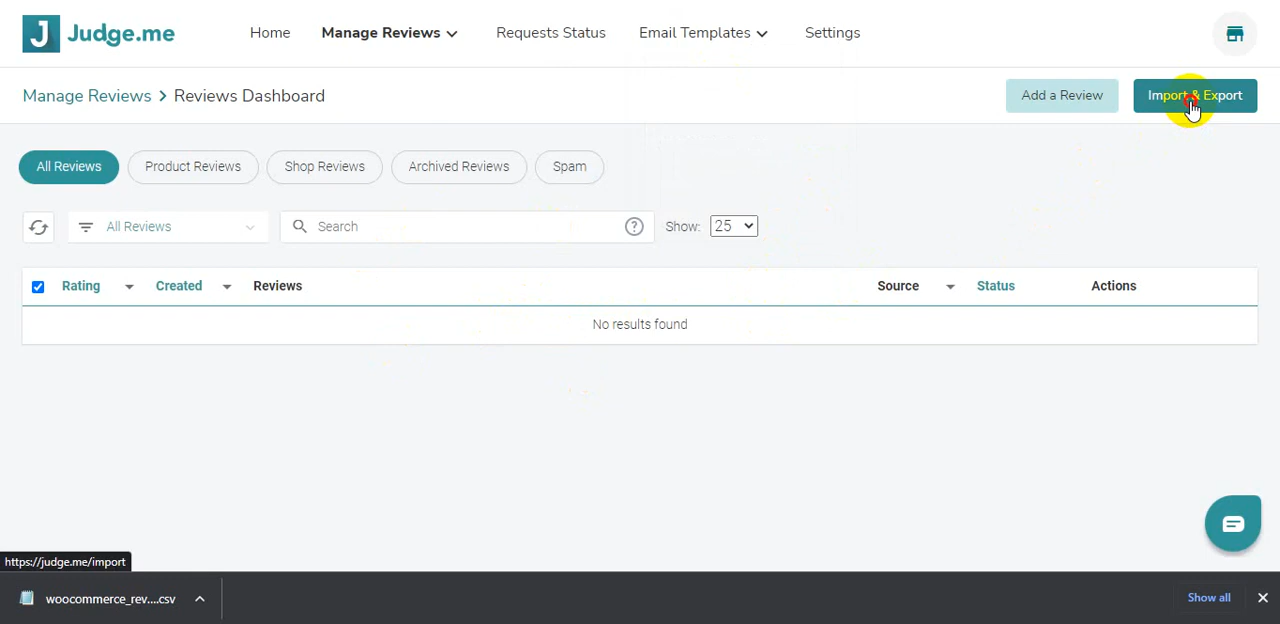 J Judge.me
Home
Manage Reviews
Requests Status
Email Templates
Settings
Manage Reviews > Reviews Dashboard
Add a Review
Import & Export
All Reviews
Product Reviews
Shop Reviews
Archived Reviews
Spam
All Reviews
Search
?
Show:
25
Rating
Created
Reviews
Source
Status
Actions
No results found
https://judge.me/import
woocommerce_rev....csv
Show all